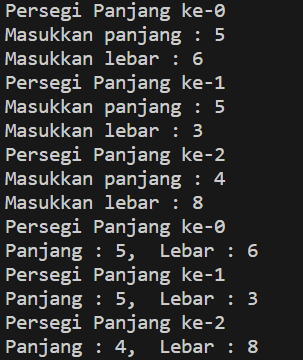 Persegi Panjang ke-0
Masukkan panjang : 5
Masukkan lebar : 6
Persegi Panjang ke-1
Masukkan panjang : 5
Masukkan lebar : 3
Persegi Panjang ke-2
Masukkan panjang : 4
Masukkan lebar : 8
Persegi Panjang ke-0
Panjang : 5,  Lebar : 6
Persegi Panjang ke-1
Panjang : 5,  Lebar : 3
Persegi Panjang ke-2
Panjang : 4,  Lebar : 8